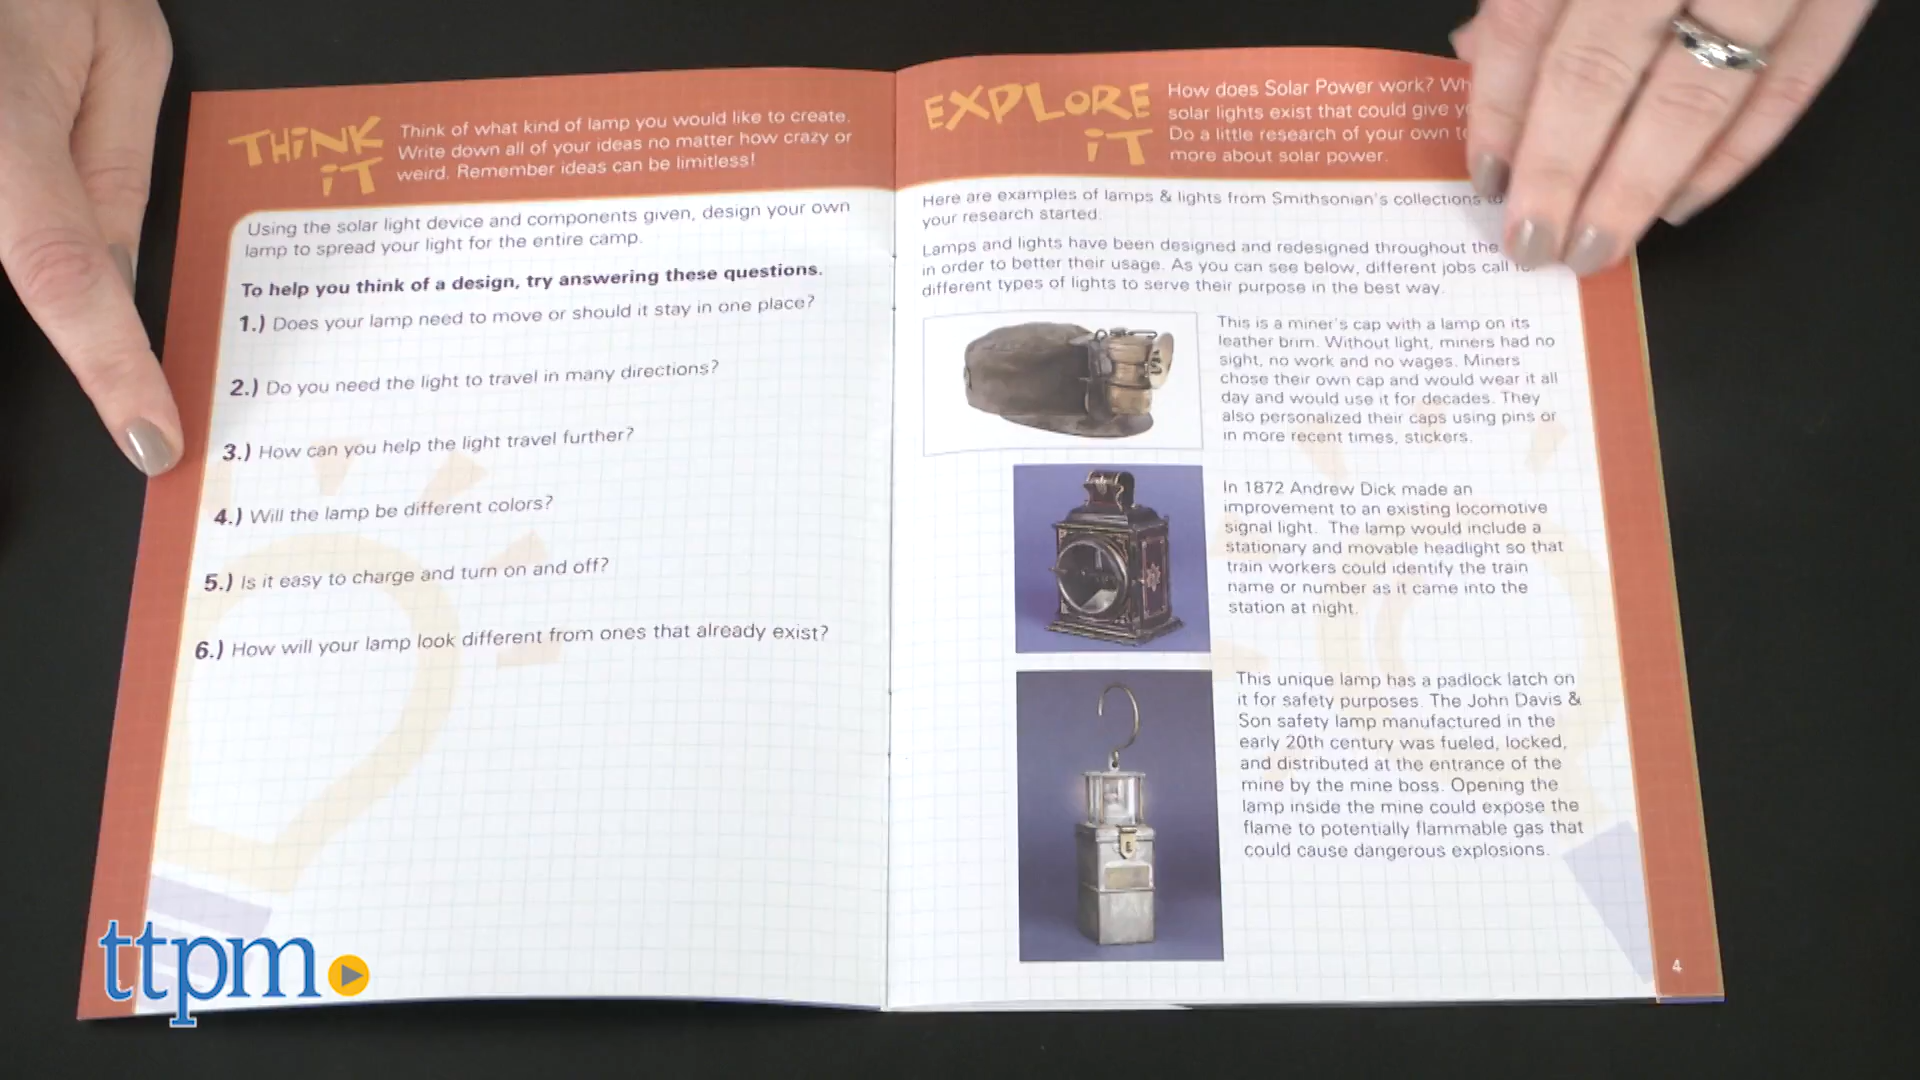 THINK
IT
Think of what kind of lamp you would like to create.
Write down all of your ideas no matter how crazy or
weird. Remember ideas can be limitless!
Using the solar light device and components given, design your own
lamp to spread your light for the entire camp.
To help you think of a design, try answering these questions.
1.) Does your lamp need to move or should it stay in one place?
2.) Do you need the light to travel in many directions?
3.) How can you help the light travel further?
4.) Will the lamp be different colors?
5.) Is it easy to charge and turn on and off?
6.) How will your lamp look different from ones that already exist?
EXPLORE
IT
How does Solar Power work?
solar lights exist that could give
Do a little research of your own
more about solar power.
Here are examples of lamps & lights from Smithsonian's collections
your research started.
Lamps and lights have been designed and redesigned throughout the
in order to better their usage. As you can see below, different jobs call
different types of lights to serve their purpose in the best way.
This is a miner's cap with a lamp on its
leather brim. Without light, miners had no
sight, no work and no wages. Miners
chose their own cap and would wear it all
day and would use it for decades. They
also personalized their caps using pins or
in more recent times, stickers.
In 1872 Andrew Dick made an
improvement to an existing locomotive
signal light. The lamp would include a
stationary and movable headlight so that
train workers could identify the train
name or number as it came into the
station at night.
This unique lamp has a padlock latch on
it for safety purposes. The John Davis &
Son safety lamp manufactured in the
early 20th century was fueled, locked,
and distributed at the entrance of the
mine by the mine boss. Opening the
lamp inside the mine could expose the
flame to potentially flammable gas that
could cause dangerous explosions.
4
ttpm